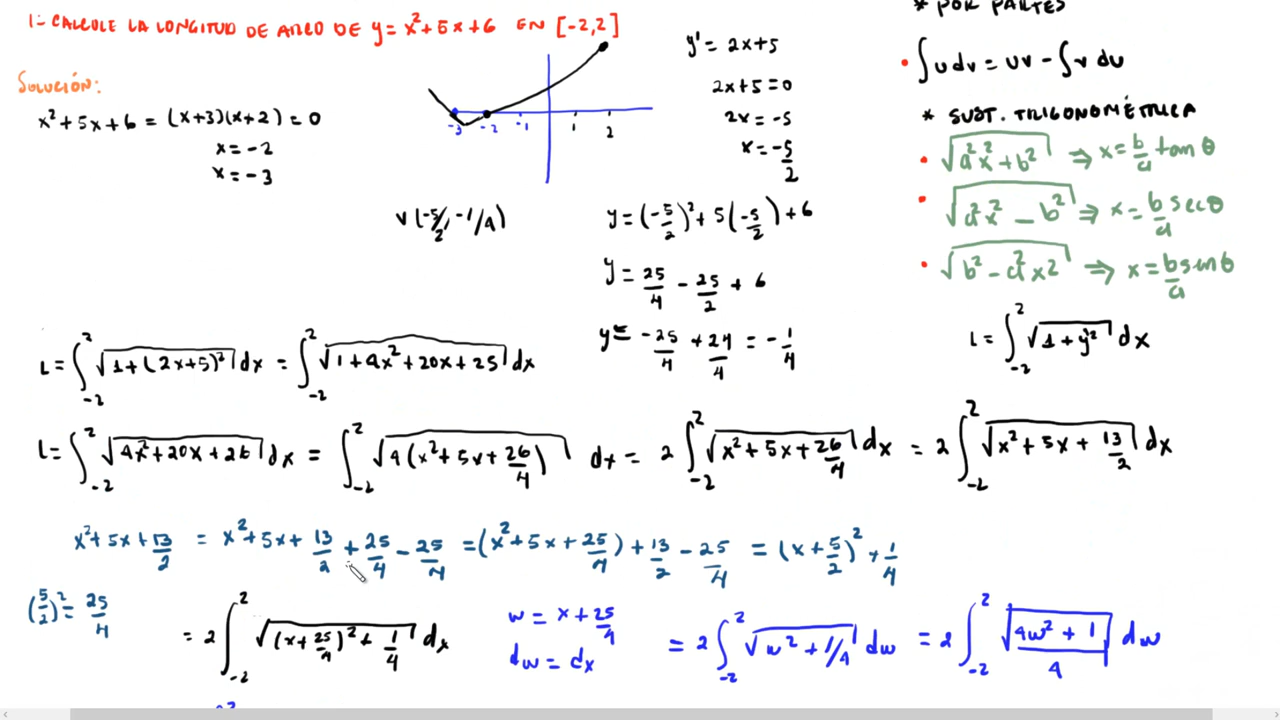 1.- CALCULE LA LONGITUD DE ARCO DE y = x² + 5x + 6 EN [-2,2]
SOLUCIÓN:
x² + 5x + 6 = (x+3)(x+2) = 0
x = -2
x = -3
-3 -2 -1 1 2
V(-5/2, -1/4)
y' = 2x+5
2x+5 = 0
2x = -5
x = -5/2
y = (-5/2)² + 5(-5/2) + 6
y = 25/4 - 25/2 + 6
y = -25/4 + 24/4 = -1/4
* POR PARTES
• ∫u dv = uv - ∫v du
* SUST. TRIGONOMÉTRICA
• √(a²x² + b²) ⇒ x = b/a tan θ
• √(a²x² - b²) ⇒ x = b/a sec θ
• √(b² - a²x2) ⇒ x = b/a sen θ
L = ∫₋₂² √(1 + y'²) dx
L = ∫₋₂² √(1 + (2x+5)²) dx = ∫₋₂² √(1 + 4x² + 20x + 25) dx
L = ∫₋₂² √(4x² + 20x + 26) dx = ∫₋₂² √(4(x² + 5x + 26/4)) dx = 2 ∫₋₂² √(x² + 5x + 26/4) dx = 2 ∫₋₂² √(x² + 5x + 13/2) dx
x² + 5x + 13/2 = x² + 5x + 13/2 + 25/4 - 25/4 = (x² + 5x + 25/4) + 13/2 - 25/4 = (x + 5/2)² + 1/4
(5/2)² = 25/4
= 2 ∫₋₂² √((x + 25/4)² + 1/4) dx
w = x + 25/4
dw = dx
= 2 ∫₋₂² √(w² + 1/4) dw = 2 ∫₋₂² √((4w² + 1)/4) dw